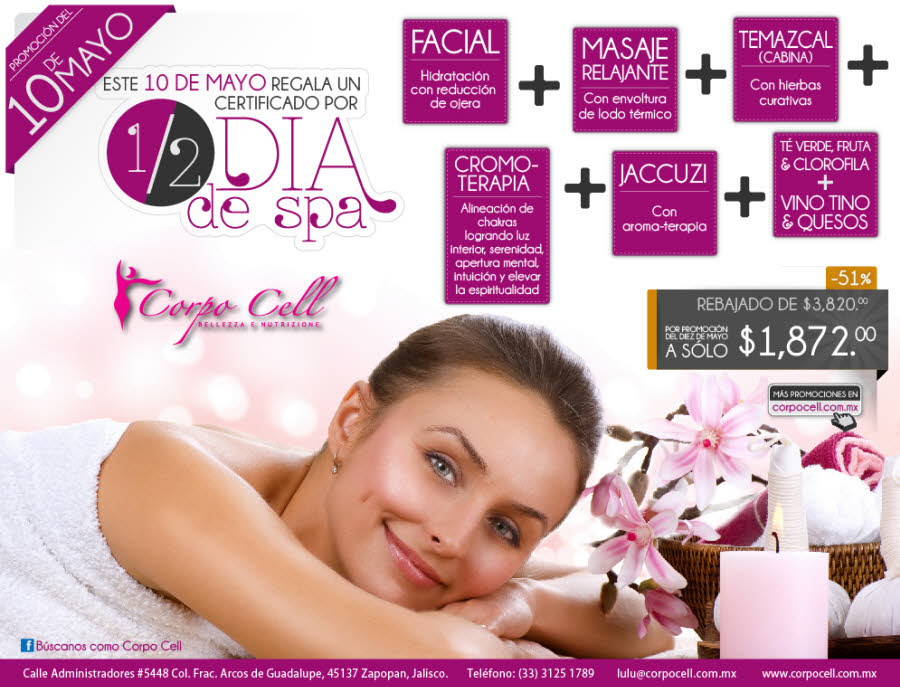 PROMOCIÓN DEL
10 DE MAYO
ESTE 10 DE MAYO REGALA UN
CERTIFICADO POR
1/2 DIA
de spa
FACIAL
Hidratación
con reducción
de ojera
+
MASAJE
RELAJANTE
Con envoltura
de lodo térmico
+
TEMAZCAL
(CABINA)
Con hierbas
curativas
+
CROMO-
TERAPIA
Alineación de
chakras
logrando luz
interior, serenidad,
apertura mental,
intuición y elevar
la espiritualidad
+
JACCUZI
Con
aroma-terapia
+
TÉ VERDE, FRUTA
& CLOROFILA
+
VINO TINO
& QUESOS
Corpo Cell
BELLEZZA E NUTRIZIONE
-51%
REBAJADO DE $3,820.00
POR PROMOCIÓN
DEL DIEZ DE MAYO
A SÓLO $1,872.00
MÁS PROMOCIONES EN
corpocell.com.mx
f Búscanos como Corpo Cell
Calle Administradores #5448 Col. Frac. Arcos de Guadalupe, 45137 Zapopan, Jalisco. Teléfono: (33) 3125 1789 lulu@corpocell.com.mx www.corpocell.com.mx